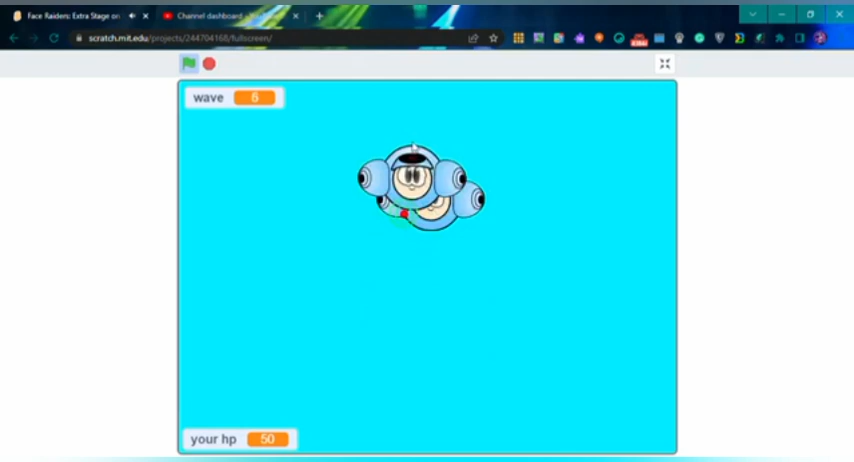 Face Raiders: Extra Stage on
Channel dashboard
scratch.mit.edu/projects/244704168/fullscreen/
wave 6
your hp 50